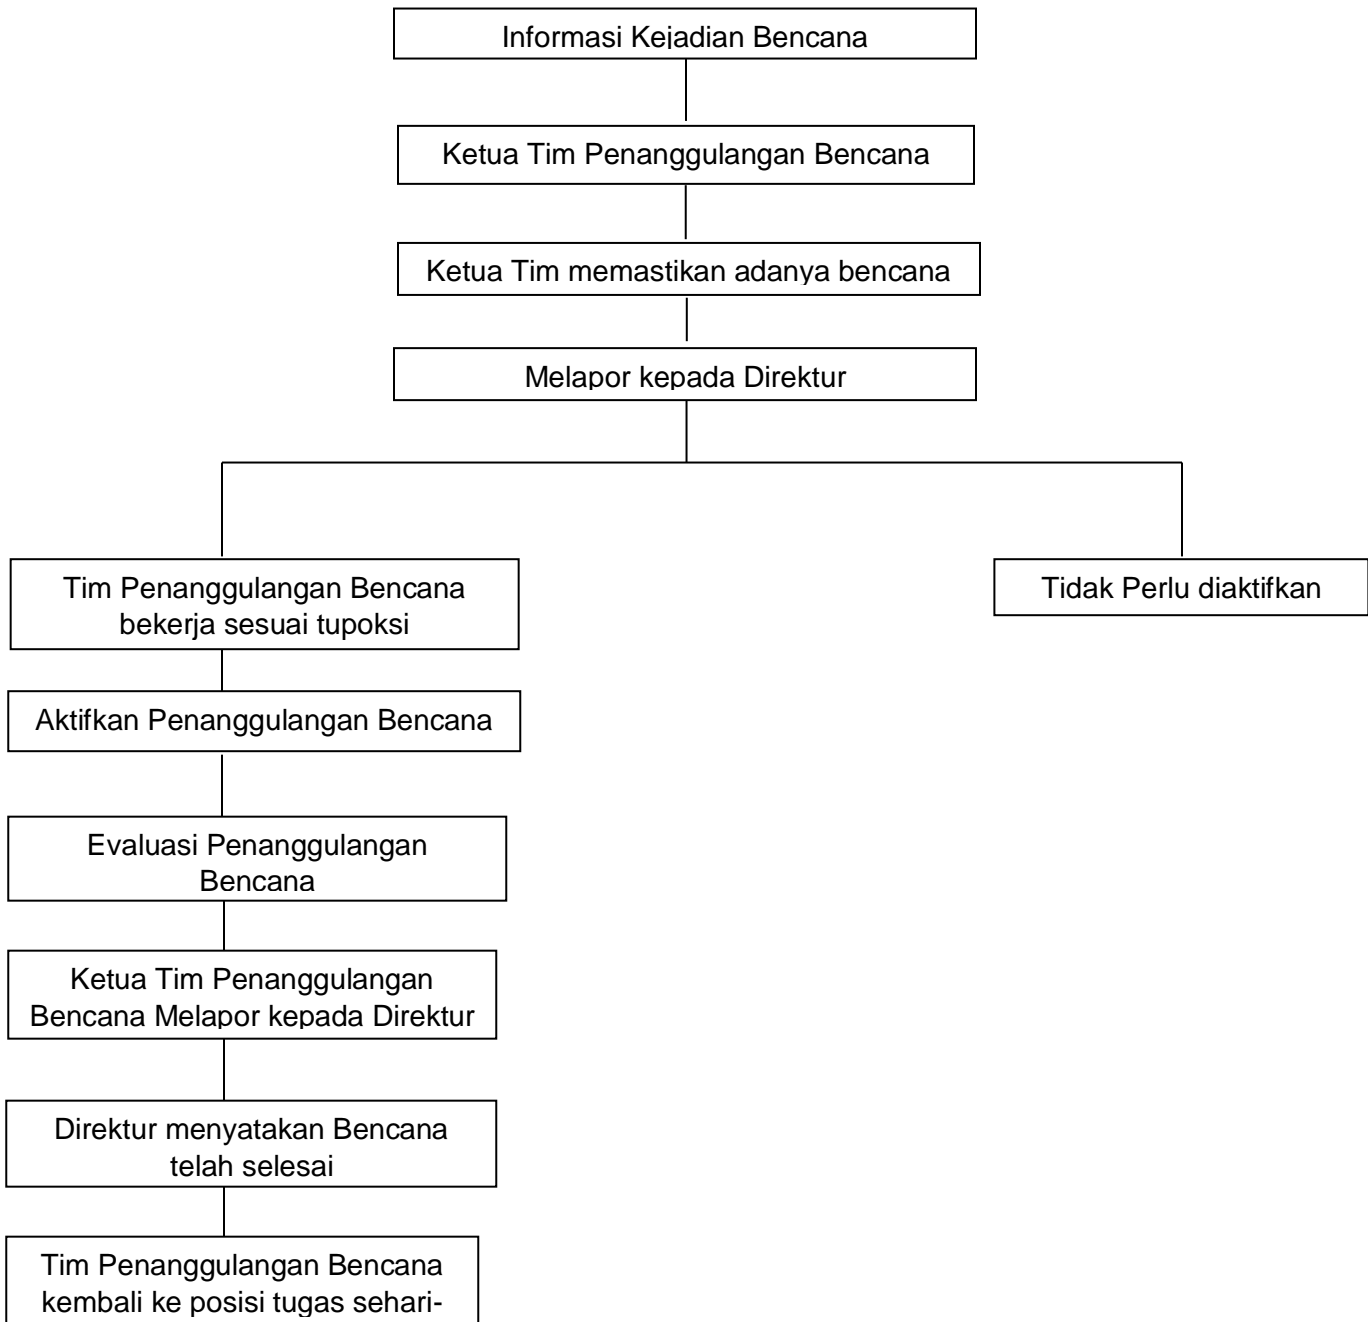 Informasi Kejadian Bencana
Ketua Tim Penanggulangan Bencana
Ketua Tim memastikan adanya bencana
Melapor kepada Direktur
Tim Penanggulangan Bencana
bekerja sesuai tupoksi
Tidak Perlu diaktifkan
Aktifkan Penanggulangan Bencana
Evaluasi Penanggulangan
Bencana
Ketua Tim Penanggulangan
Bencana Melapor kepada Direktur
Direktur menyatakan Bencana
telah selesai
Tim Penanggulangan Bencana
kembali ke posisi tugas sehari-